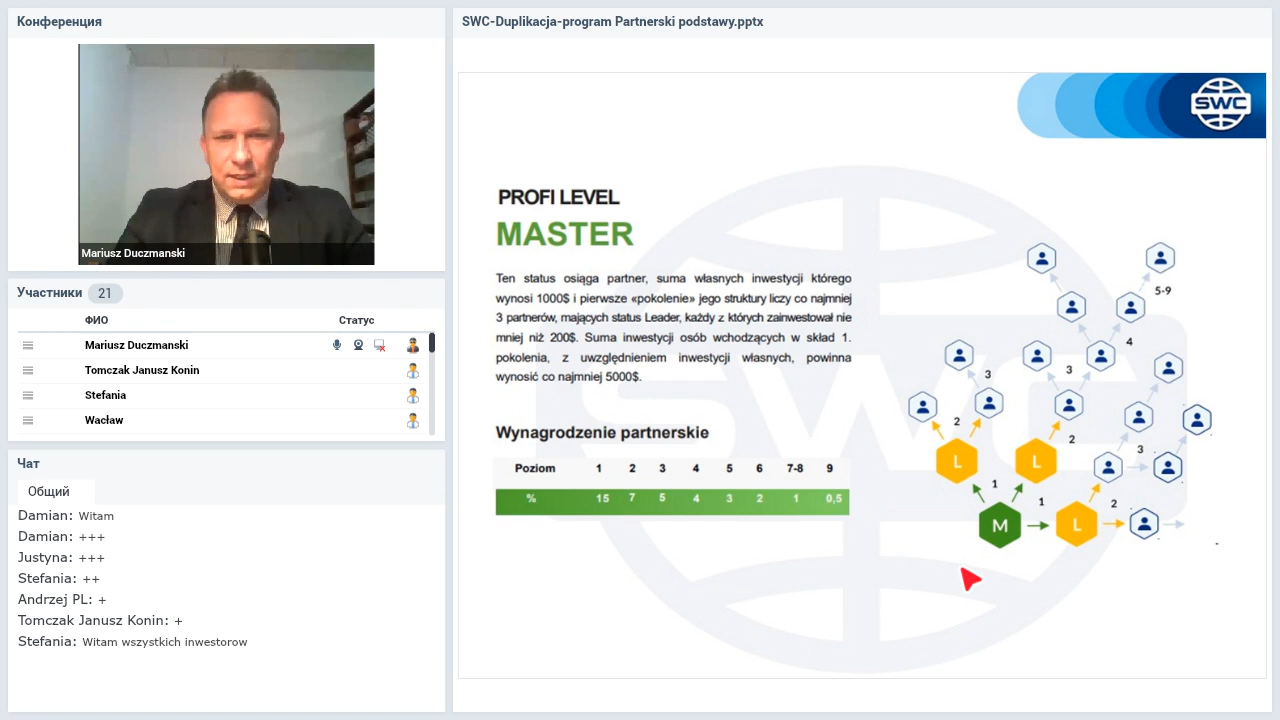 Конференция
Mariusz Duczmanski
Участники 21
ФИО Статус
Mariusz Duczmanski
Tomczak Janusz Konin
Stefania
Wacław
Чат
Общий
Damian: Witam
Damian: +++
Justyna: +++
Stefania: ++
Andrzej PL: +
Tomczak Janusz Konin: +
Stefania: Witam wszystkich inwestorow
SWC-Duplikacja-program Partnerski podstawy.pptx
SWC
PROFI LEVEL
MASTER
Ten status osiąga partner, suma własnych inwestycji którego
wynosi 1000$ i pierwsze «pokolenie» jego struktury liczy co najmniej
3 partnerów, mających status Leader, każdy z których zainwestował nie
mniej niż 200$. Suma inwestycji osób wchodzących w skład 1.
pokolenia, z uwzględnieniem inwestycji własnych, powinna
wynosić co najmniej 5000$.
Wynagrodzenie partnerskie
Poziom 1 2 3 4 5 6 7-8 9
% 15 7 5 4 3 2 1 0,5
SWC
5-9
4
3 3
2 2
3
L L
1
1 2
M L